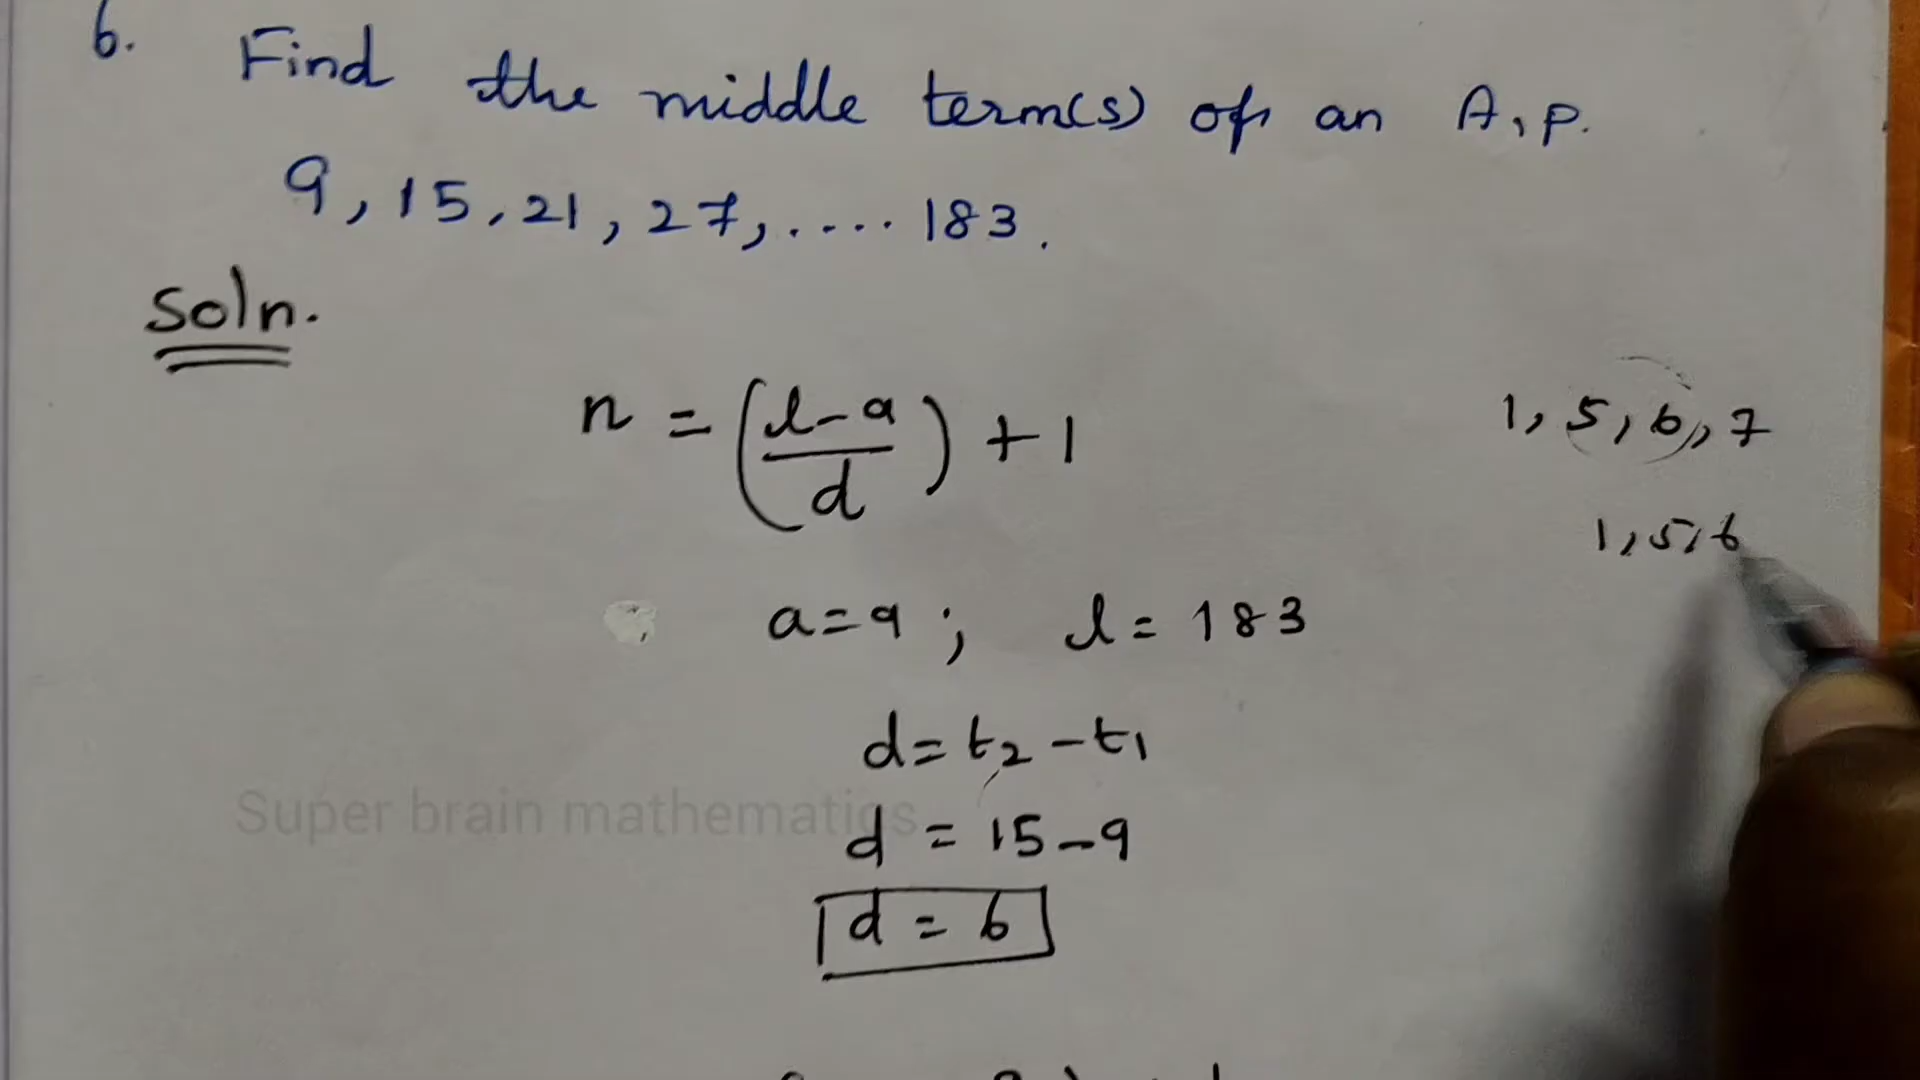 6. Find the middle term(s) of an A.P.
9, 15, 21, 27, .... 183.
Soln.
n = (l-a/d) + 1
1, 5, 6, 7
1, 5, 6
a=9 ; l = 183
d = t₂ - t₁
Super brain mathematics
d = 15-9
d = 6